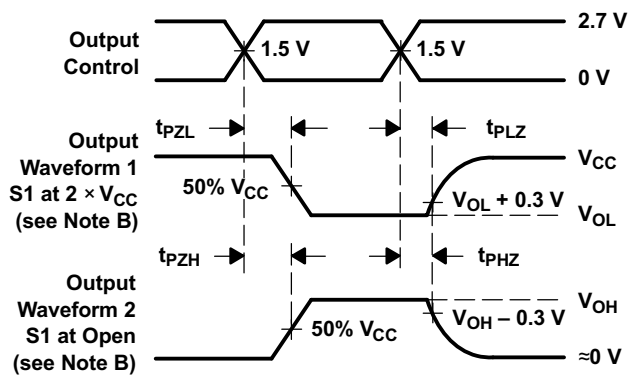 Output
Control
1.5 V
1.5 V
2.7 V
0 V
Output
Waveform 1
S1 at 2 × VCC
(see Note B)
tPZL
tPLZ
VCC
50% VCC
VOL + 0.3 V
VOL
tPZH
tPHZ
Output
Waveform 2
S1 at Open
(see Note B)
VOH
VOH – 0.3 V
50% VCC
≈0 V